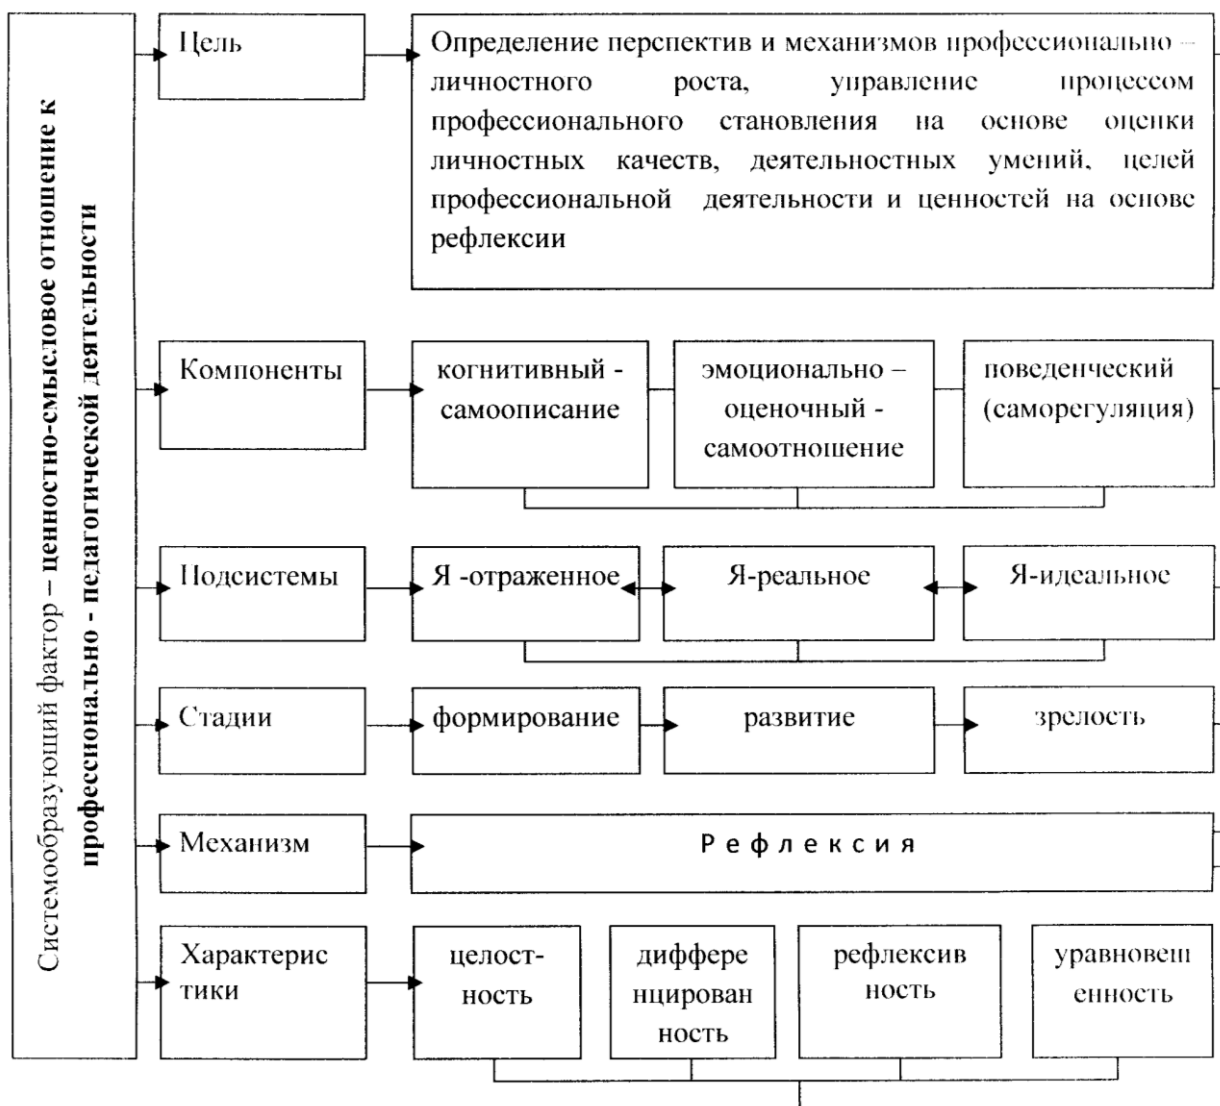 Системообразующий фактор – ценностно-смысловое отношение к
профессионально - педагогической деятельности
Цель
Определение перспектив и механизмов профессионально –
личностного роста, управление процессом
профессионального становления на основе оценки
личностных качеств, деятельностных умений, целей
профессиональной деятельности и ценностей на основе
рефлексии
Компоненты
когнитивный -
самоописание
эмоционально –
оценочный -
самоотношение
поведенческий
(саморегуляция)
Подсистемы
Я -отраженное
Я-реальное
Я-идеальное
Стадии
формирование
развитие
зрелость
Механизм
Рефлексия
Характерис
тики
целост-
ность
диффере
нцирован
ность
рефлексив
ность
уравновеш
енность